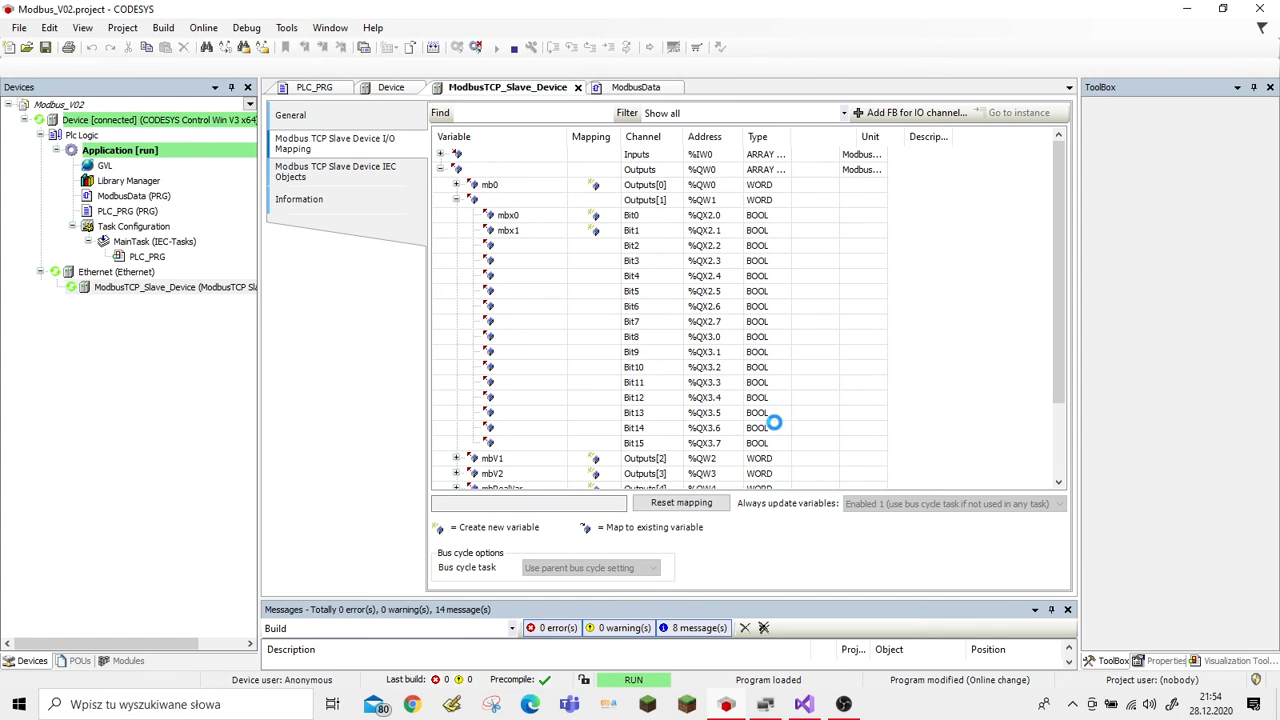 Modbus_V02.project - CODESYS
File Edit View Project Build Online Debug Tools Window Help
Devices
Modbus_V02
Device [connected] (CODESYS Control Win V3 x64)
Plc Logic
Application [run]
GVL
Library Manager
ModbusData (PRG)
PLC_PRG (PRG)
Task Configuration
MainTask (IEC-Tasks)
PLC_PRG
Ethernet (Ethernet)
ModbusTCP_Slave_Device (ModbusTCP Sl
Devices POUs Modules
PLC_PRG Device ModbusTCP_Slave_Device ModbusData
General
Modbus TCP Slave Device I/O
Mapping
Modbus TCP Slave Device IEC
Objects
Information
Find Filter Show all Add FB for IO channel... Go to instance
Variable Mapping Channel Address Type Unit Descrip...
Inputs %IW0 ARRAY ... Modbus...
Outputs %QW0 ARRAY ... Modbus...
mb0 Outputs[0] %QW0 WORD
Outputs[1] %QW1 WORD
mbx0 Bit0 %QX2.0 BOOL
mbx1 Bit1 %QX2.1 BOOL
Bit2 %QX2.2 BOOL
Bit3 %QX2.3 BOOL
Bit4 %QX2.4 BOOL
Bit5 %QX2.5 BOOL
Bit6 %QX2.6 BOOL
Bit7 %QX2.7 BOOL
Bit8 %QX3.0 BOOL
Bit9 %QX3.1 BOOL
Bit10 %QX3.2 BOOL
Bit11 %QX3.3 BOOL
Bit12 %QX3.4 BOOL
Bit13 %QX3.5 BOOL
Bit14 %QX3.6 BOOL
Bit15 %QX3.7 BOOL
mbV1 Outputs[2] %QW2 WORD
mbV2 Outputs[3] %QW3 WORD
mbRealVar Outputs[4] %QW4 WORD
Reset mapping Always update variables: Enabled 1 (use bus cycle task if not used in any task)
= Create new variable = Map to existing variable
Bus cycle options
Bus cycle task Use parent bus cycle setting
Messages - Totally 0 error(s), 0 warning(s), 14 message(s)
Build 0 error(s) 0 warning(s) 8 message(s)
Description Proj... Object Position
ToolBox
ToolBox Properties Visualization Tool...
Device user: Anonymous Last build: 0 0 Precompile: RUN Program loaded Program modified (Online change) Project user: (nobody)
Wpisz tu wyszukiwane słowa
80
21:54
28.12.2020